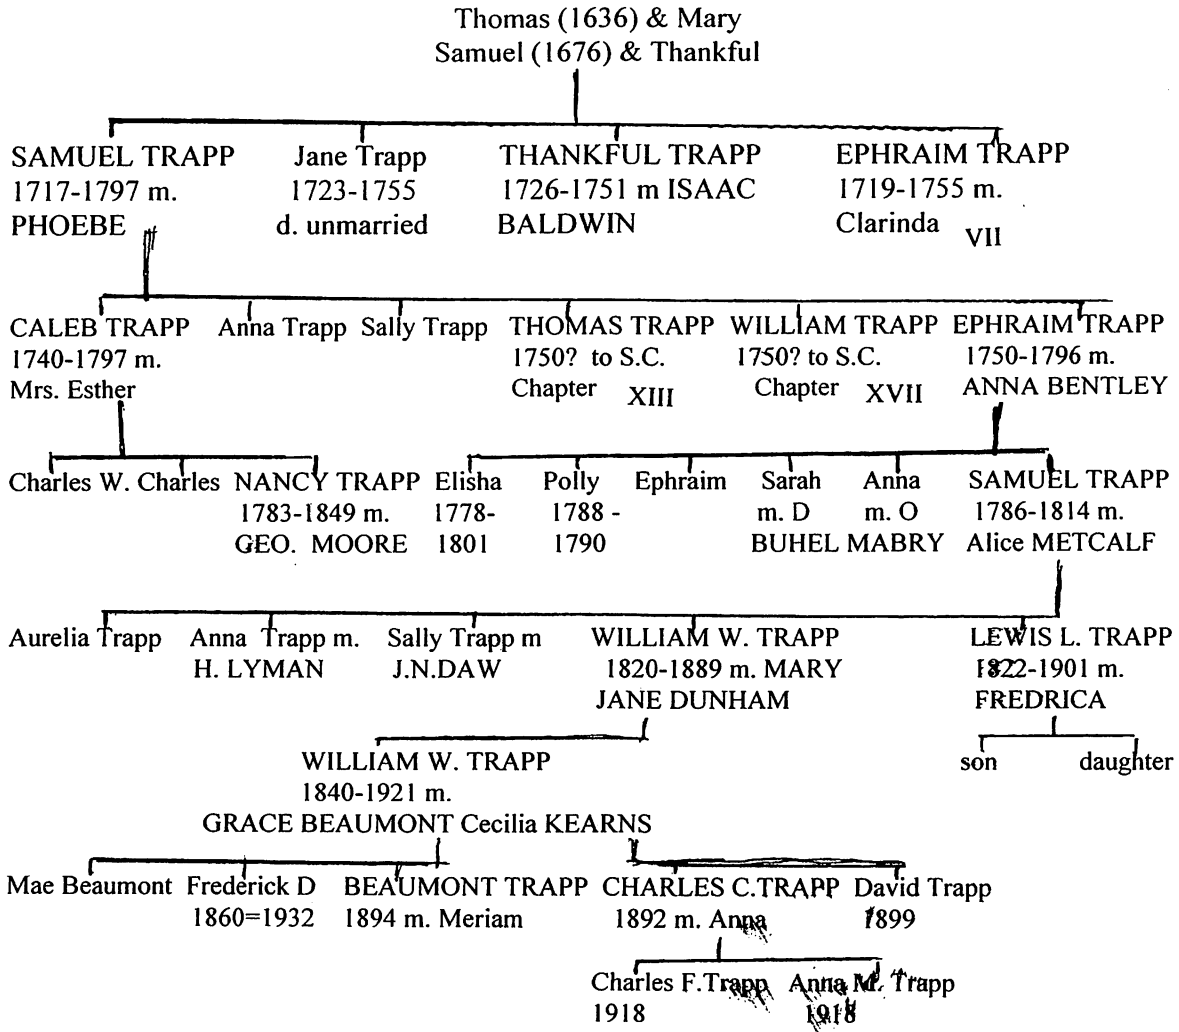 Thomas (1636) & Mary
Samuel (1676) & Thankful
SAMUEL TRAPP Jane Trapp THANKFUL TRAPP EPHRAIM TRAPP
1717-1797 m. 1723-1755 1726-1751 m ISAAC 1719-1755 m.
PHOEBE d. unmarried BALDWIN Clarinda VII
CALEB TRAPP Anna Trapp Sally Trapp THOMAS TRAPP WILLIAM TRAPP EPHRAIM TRAPP
1740-1797 m. 1750? to S.C. 1750? to S.C. 1750-1796 m.
Mrs. Esther Chapter XIII Chapter XVII ANNA BENTLEY
Charles W. Charles NANCY TRAPP Elisha Polly Ephraim Sarah Anna SAMUEL TRAPP
1783-1849 m. 1778- 1788 - m. D m. O 1786-1814 m.
GEO. MOORE 1801 1790 BUHEL MABRY Alice METCALF
Aurelia Trapp Anna Trapp m. Sally Trapp m WILLIAM W. TRAPP LEWIS L. TRAPP
H. LYMAN J.N.DAW 1820-1889 m. MARY 1822-1901 m.
JANE DUNHAM FREDRICA
WILLIAM W. TRAPP son daughter
1840-1921 m.
GRACE BEAUMONT Cecilia KEARNS
Mae Beaumont Frederick D BEAUMONT TRAPP CHARLES C.TRAPP David Trapp
1860=1932 1894 m. Meriam 1892 m. Anna 1899
Charles F.Trapp Anna M. Trapp
1918 1918